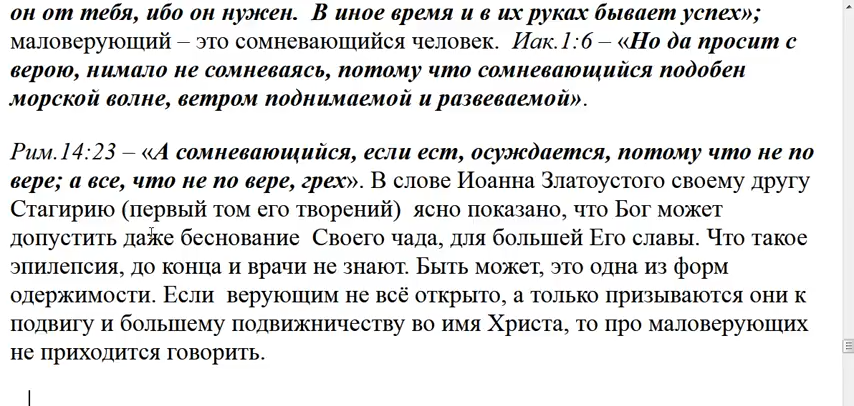 он от тебя, ибо он нужен.  В иное время и в их руках бывает успех»;
маловерующий – это сомневающийся человек.  Иак.1:6 – «Но да просит с
верою, нимало не сомневаясь, потому что сомневающийся подобен
морской волне, ветром поднимаемой и развеваемой».
Рим.14:23 – «А сомневающийся, если ест, осуждается, потому что не по
вере; а все, что не по вере, грех». В слове Иоанна Златоустого своему другу
Стагирию (первый том его творений)  ясно показано, что Бог может
допустить даже беснование  Своего чада, для большей Его славы. Что такое
эпилепсия, до конца и врачи не знают. Быть может, это одна из форм
одержимости. Если  верующим не всё открыто, а только призываются они к
подвигу и большему подвижничеству во имя Христа, то про маловерующих
не приходится говорить.